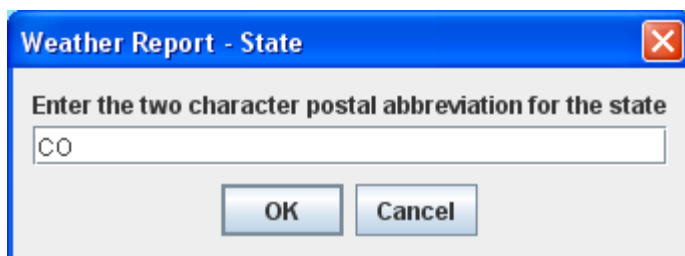 Weather Report - State
Enter the two character postal abbreviation for the state
CO
OK Cancel